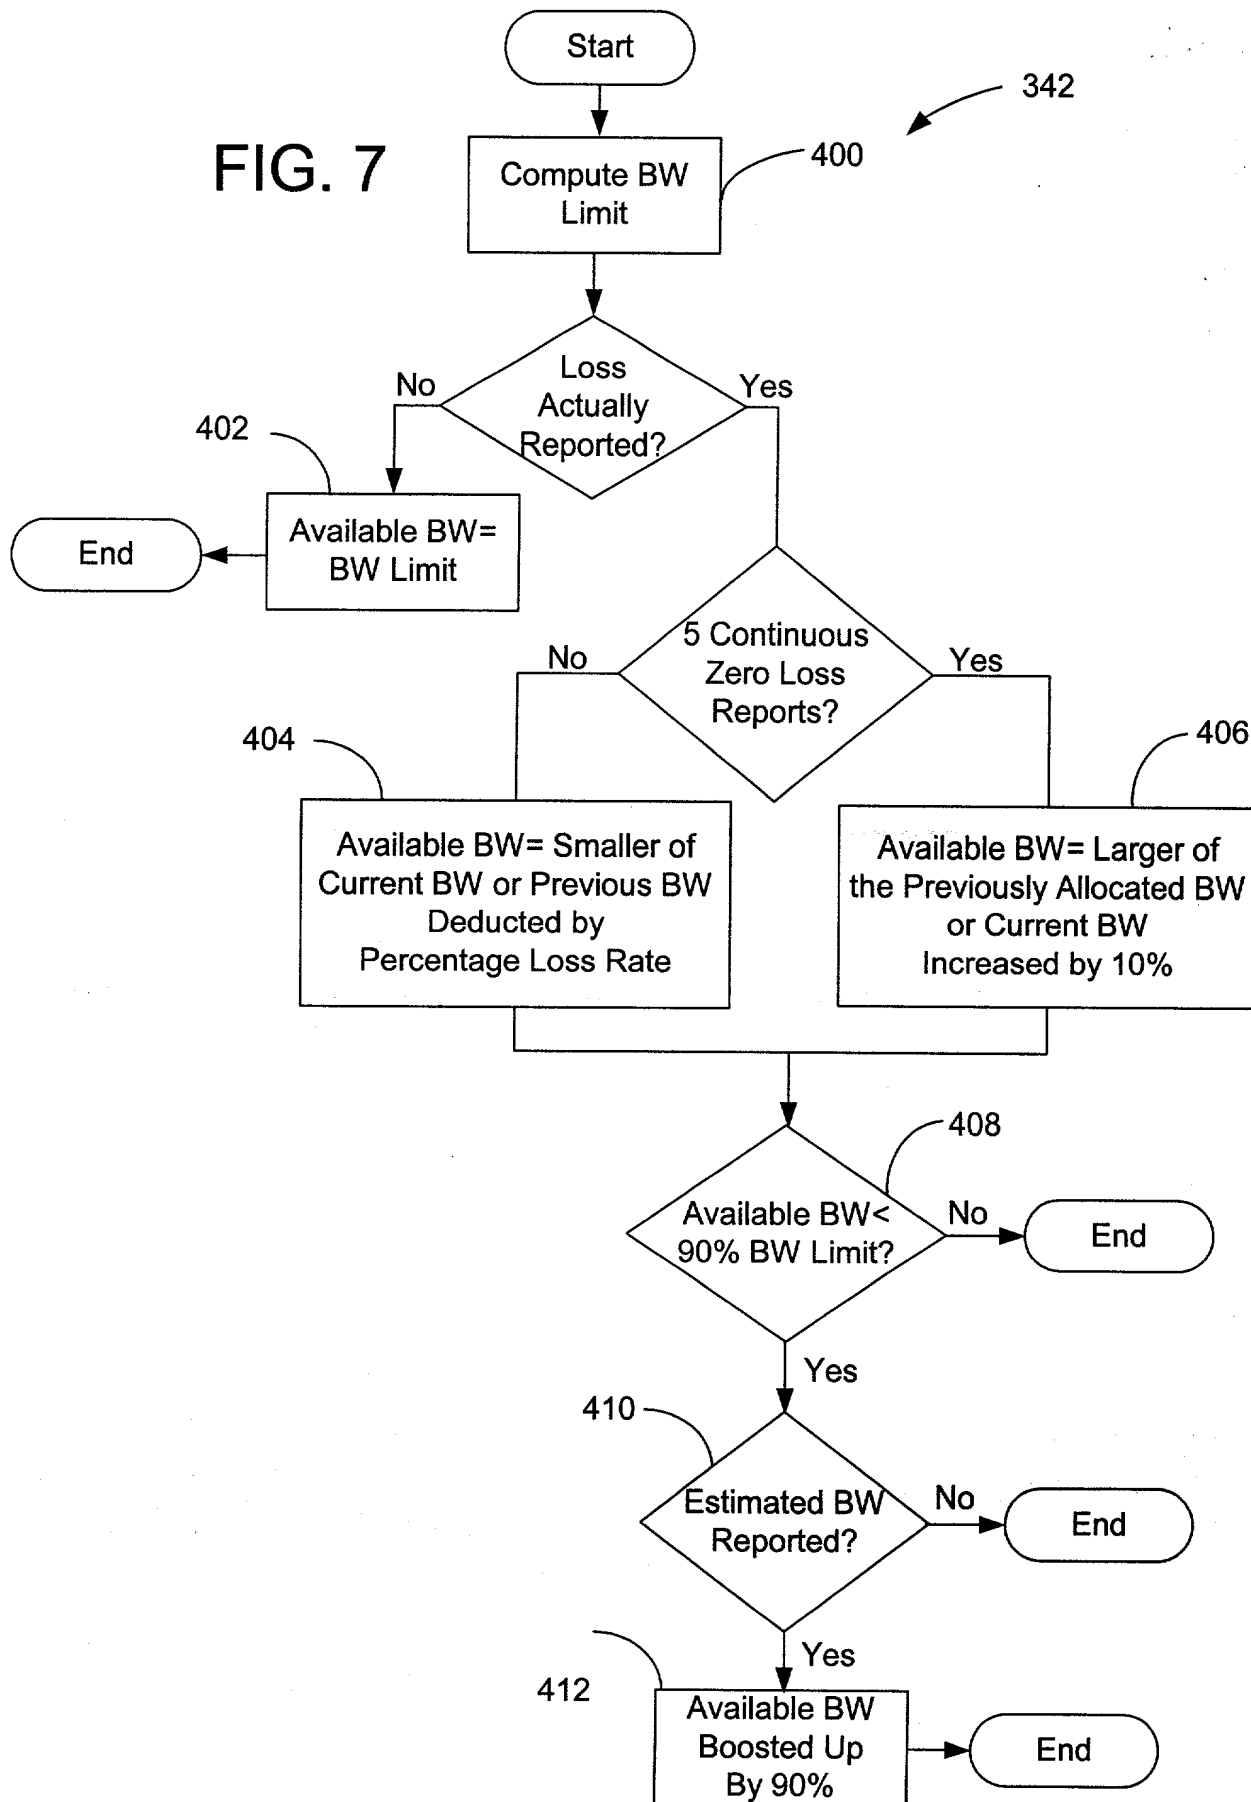 Start
342
FIG. 7
400
Compute BW
Limit
Loss
Actually
Reported?
No
Yes
402
Available BW=
BW Limit
End
5 Continuous
Zero Loss
Reports?
No
Yes
404
406
Available BW= Smaller of
Current BW or Previous BW
Deducted by
Percentage Loss Rate
Available BW= Larger of
the Previously Allocated BW
or Current BW
Increased by 10%
408
Available BW<
90% BW Limit?
No
End
Yes
410
Estimated BW
Reported?
No
End
Yes
412
Available BW
Boosted Up
By 90%
End